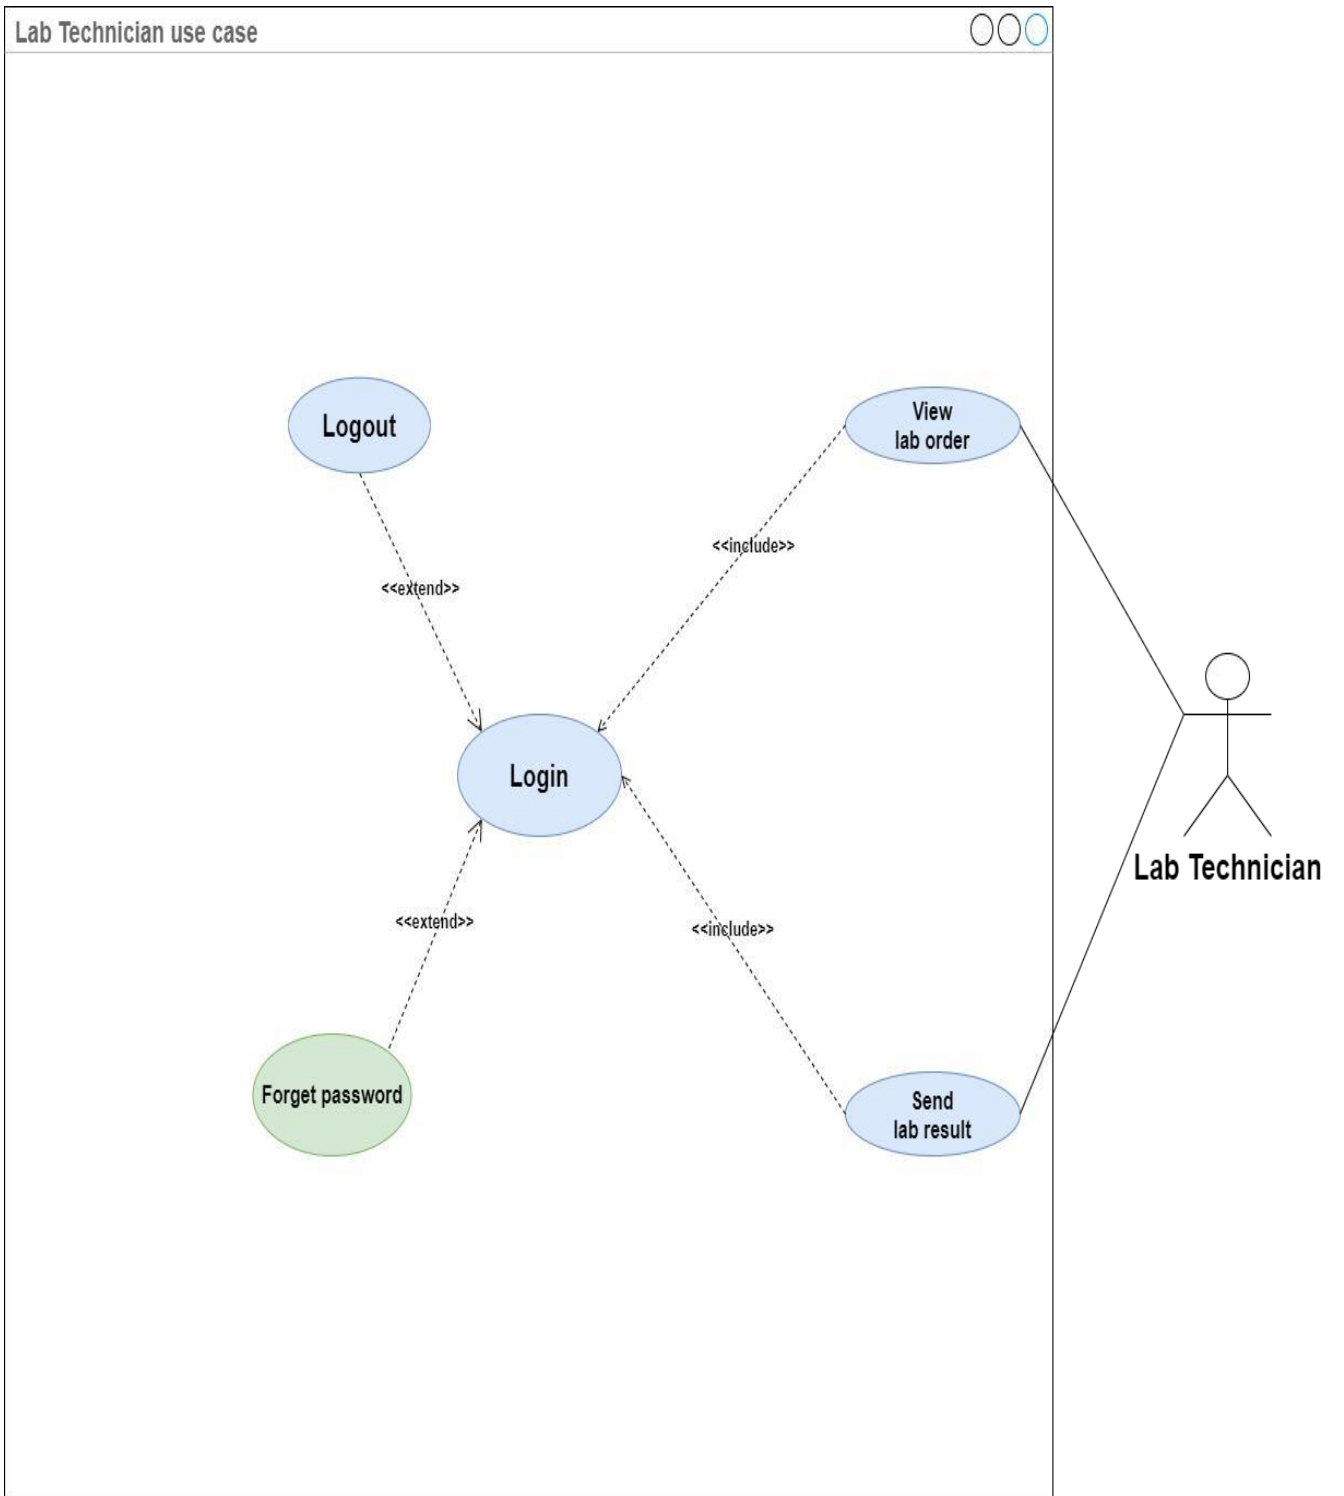 Lab Technician use case
Logout
View
lab order
<<include>>
<<extend>>
Login
Lab Technician
<<extend>>
<<include>>
Forget password
Send
lab result